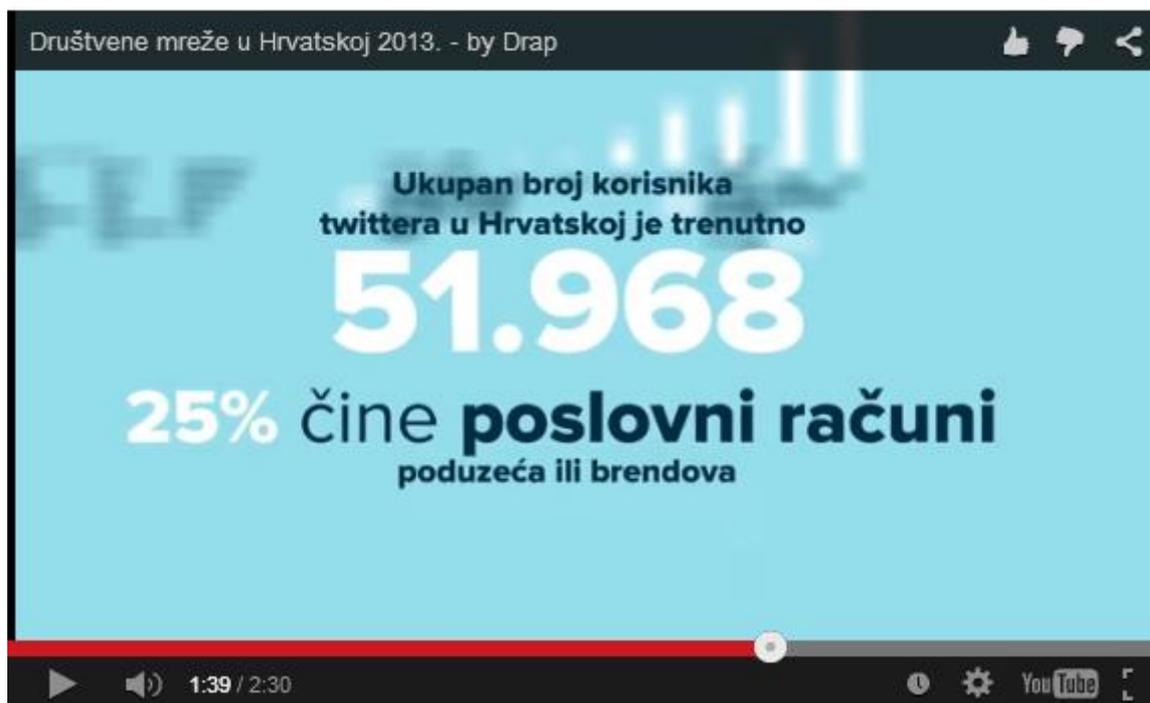 Društvene mreže u Hrvatskoj 2013. - by Drap
Ukupan broj korisnika
twittera u Hrvatskoj je trenutno
51.968
25% čine poslovni računi
poduzeća ili brendova
1:39 / 2:30
YouTube